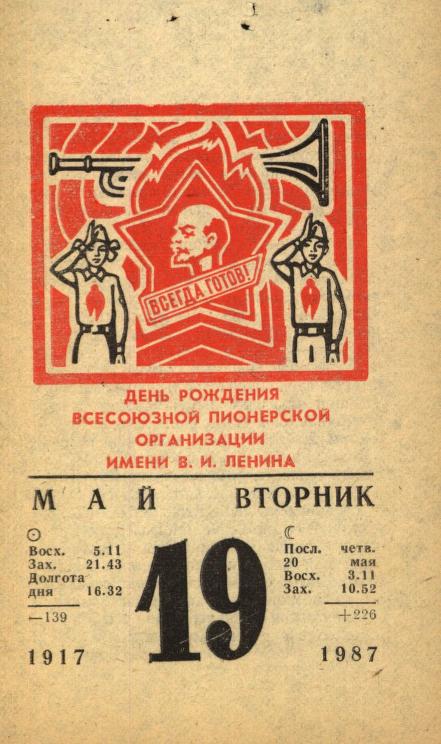 ВСЕГДА ГОТОВ!
ДЕНЬ РОЖДЕНИЯ
ВСЕСОЮЗНОЙ ПИОНЕРСКОЙ
ОРГАНИЗАЦИИ
ИМЕНИ В. И. ЛЕНИНА
МАЙ ВТОРНИК
Восх. 5.11
Зах. 21.43
Долгота
дня 16.32
—139
1917
19
☾
Посл. четв.
20 мая
Восх. 3.11
Зах. 10.52
+226
1987